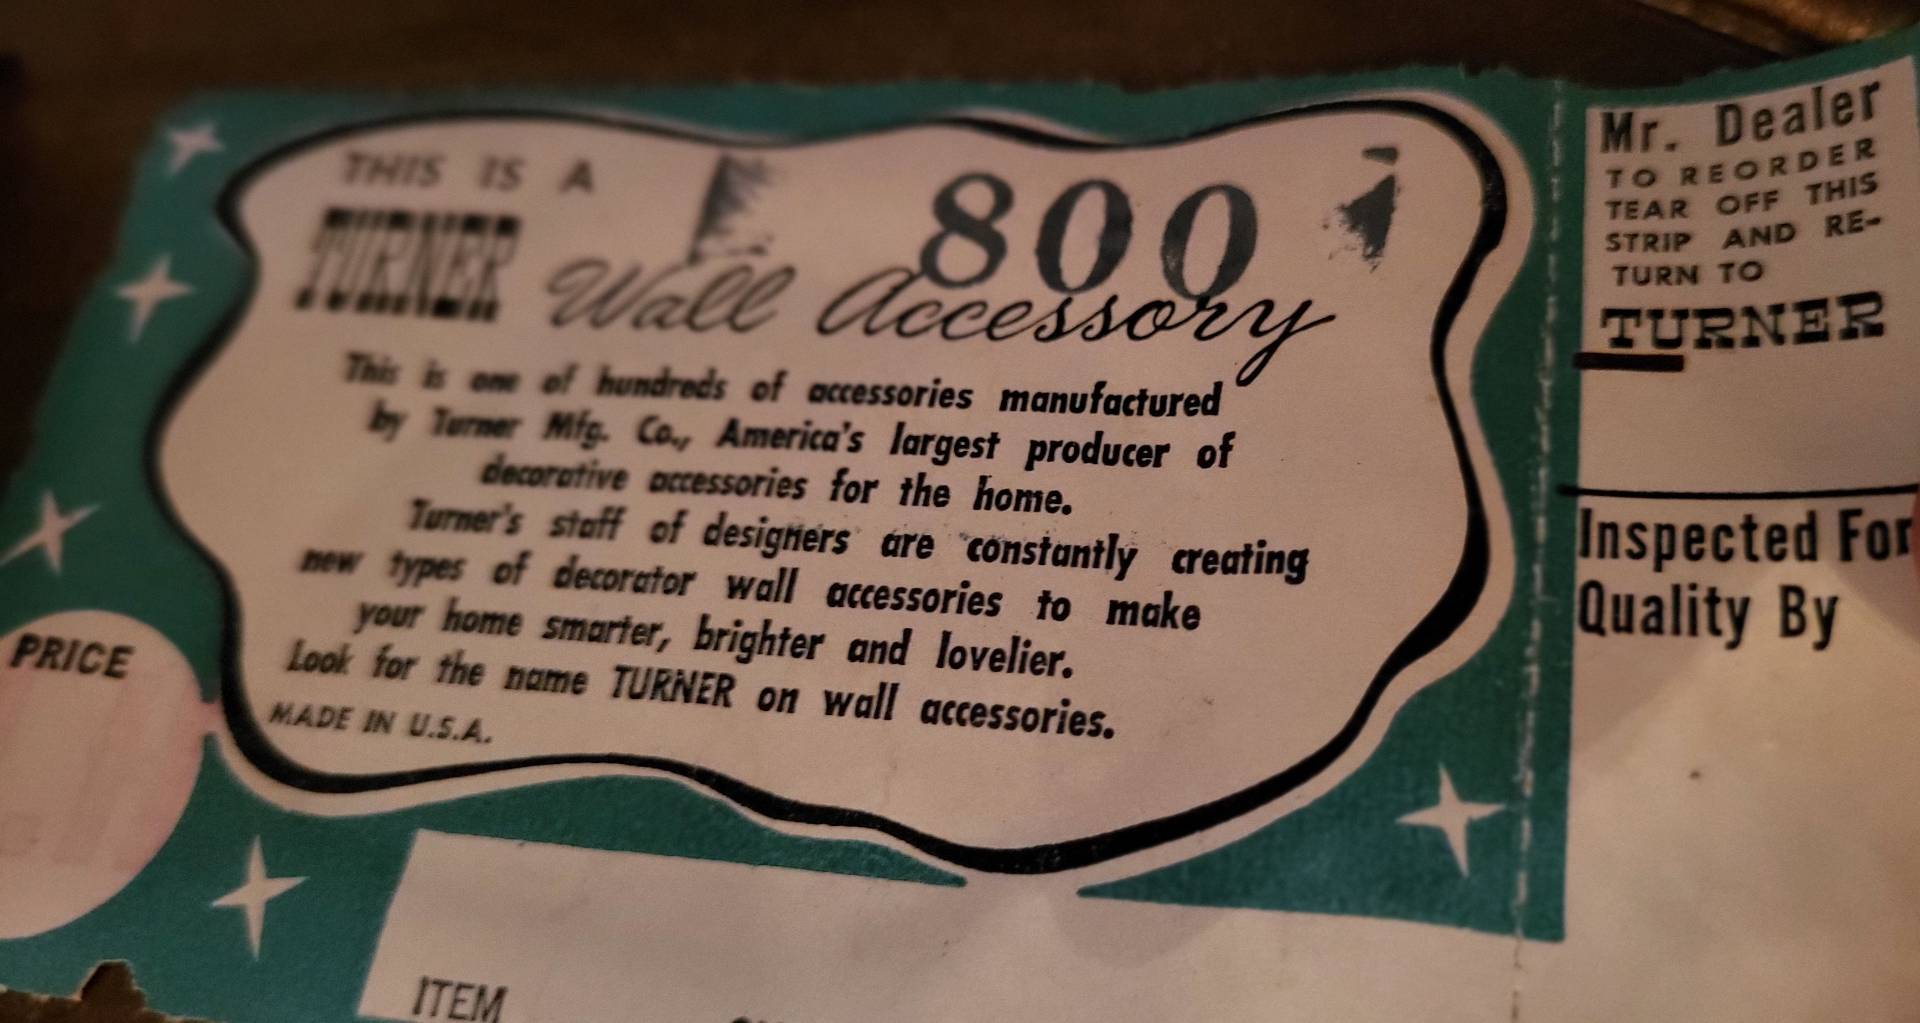 THIS IS A
800
TURNER Wall Accessory
This is one of hundreds of accessories manufactured
by Turner Mfg. Co., America's largest producer of
decorative accessories for the home.
Turner's staff of designers are constantly creating
new types of decorator wall accessories to make
your home smarter, brighter and lovelier.
Look for the name TURNER on wall accessories.
MADE IN U.S.A.
PRICE
ITEM
Mr. Dealer
TO REORDER
TEAR OFF THIS
STRIP AND RE-
TURN TO
TURNER
Inspected For
Quality By